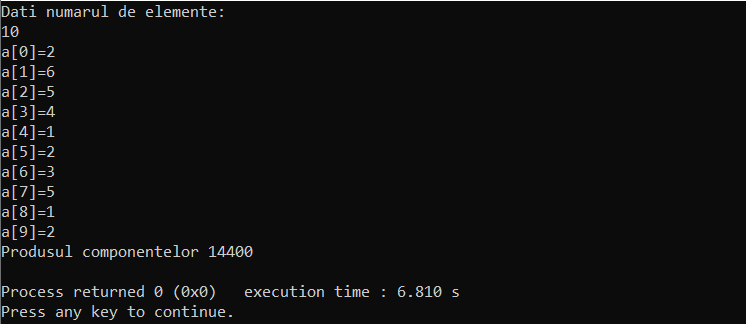 Dati numarul de elemente:
10
a[0]=2
a[1]=6
a[2]=5
a[3]=4
a[4]=1
a[5]=2
a[6]=3
a[7]=5
a[8]=1
a[9]=2
Produsul componentelor 14400
Process returned 0 (0x0)   execution time : 6.810 s
Press any key to continue.